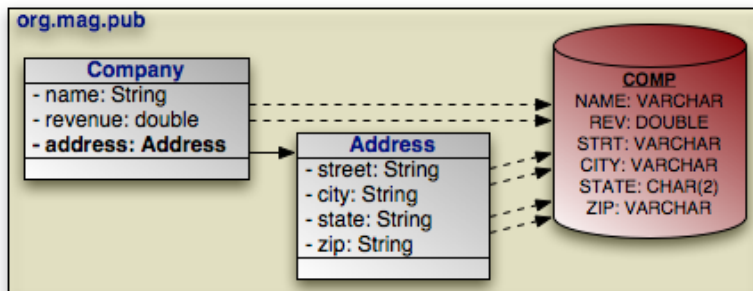 org.mag.pub
Company
- name: String
- revenue: double
- address: Address
Address
- street: String
- city: String
- state: String
- zip: String
COMP
NAME: VARCHAR
REV: DOUBLE
STRT: VARCHAR
CITY: VARCHAR
STATE: CHAR(2)
ZIP: VARCHAR